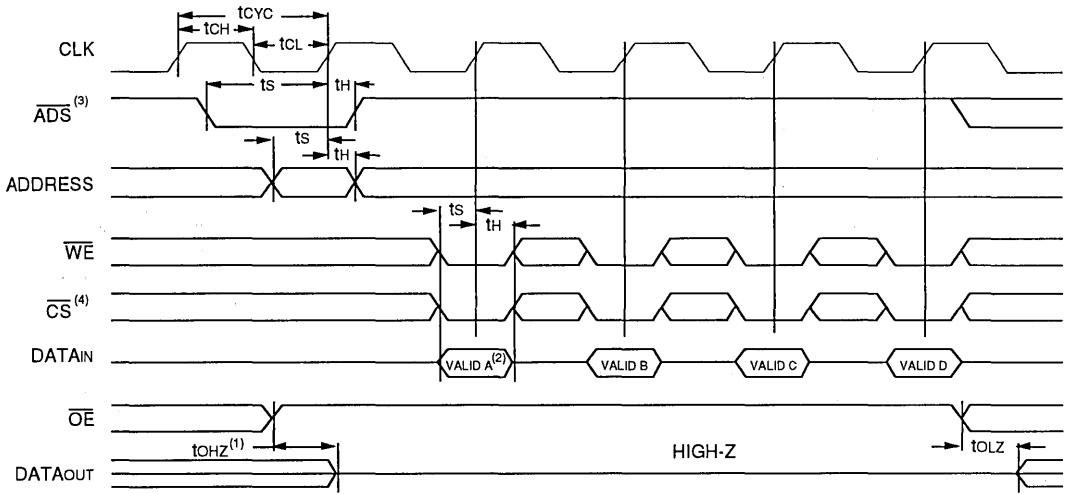 tCYC
tCH
tCL
CLK
tS
tH
ADS (3)
tS
tH
ADDRESS
tS
tH
WE
CS (4)
DATAIN
VALID A(2)
VALID B
VALID C
VALID D
OE
tOHZ(1)
HIGH-Z
tOLZ
DATAOUT